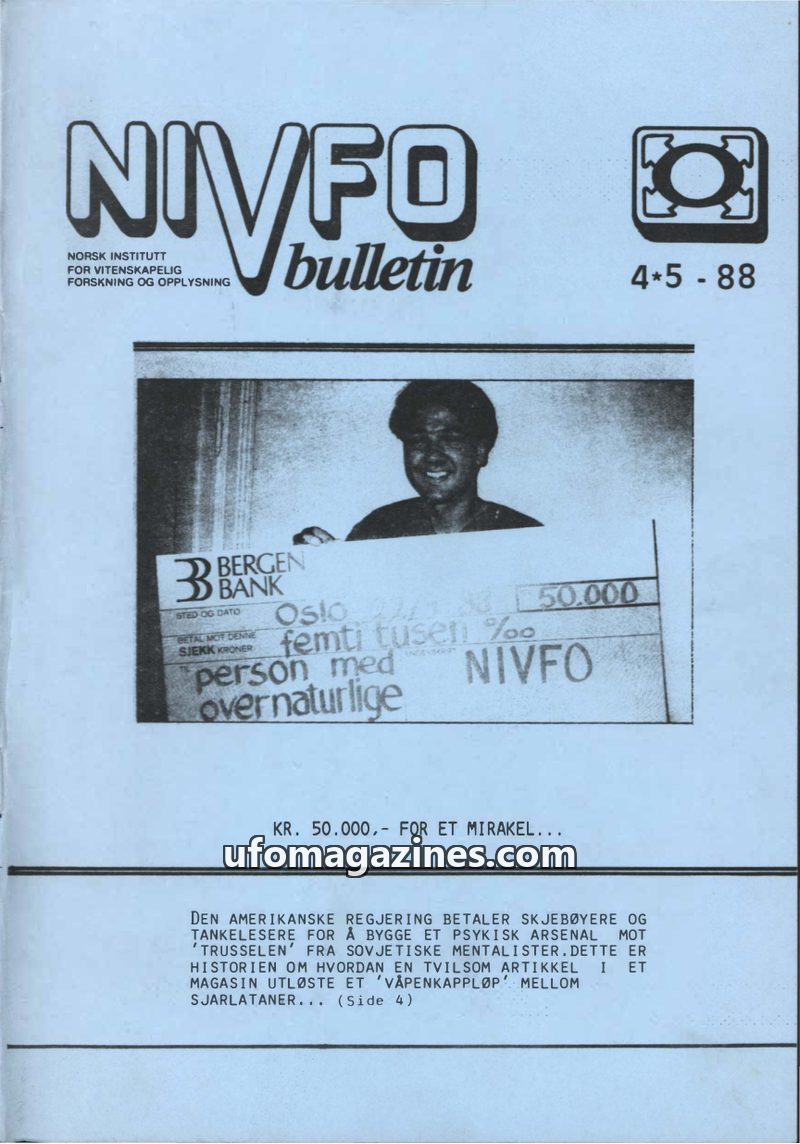 NIVFO
bulletin
NORSK INSTITUTT
FOR VITENSKAPELIG
FORSKNING OG OPPLYSNING
4*5 - 88
BERGEN
BANK
STED OG DATO
Oslo 88 50.000
BETAL MOT DENNE
SJEKK KRONER
femti tusen %oo
TIL
person med
overnaturlige
NIVFO
KR. 50.000,- FOR ET MIRAKEL...
ufomagazines.com
DEN AMERIKANSKE REGJERING BETALER SKJEBØYERE OG
TANKELESERE FOR Å BYGGE ET PSYKISK ARSENAL MOT
'TRUSSELEN' FRA SOVJETISKE MENTALISTER.DETTE ER
HISTORIEN OM HVORDAN EN TVILSOM ARTIKKEL I ET
MAGASIN UTLØSTE ET 'VÅPENKAPPLØP' MELLOM
SJARLATANER... (Side 4)